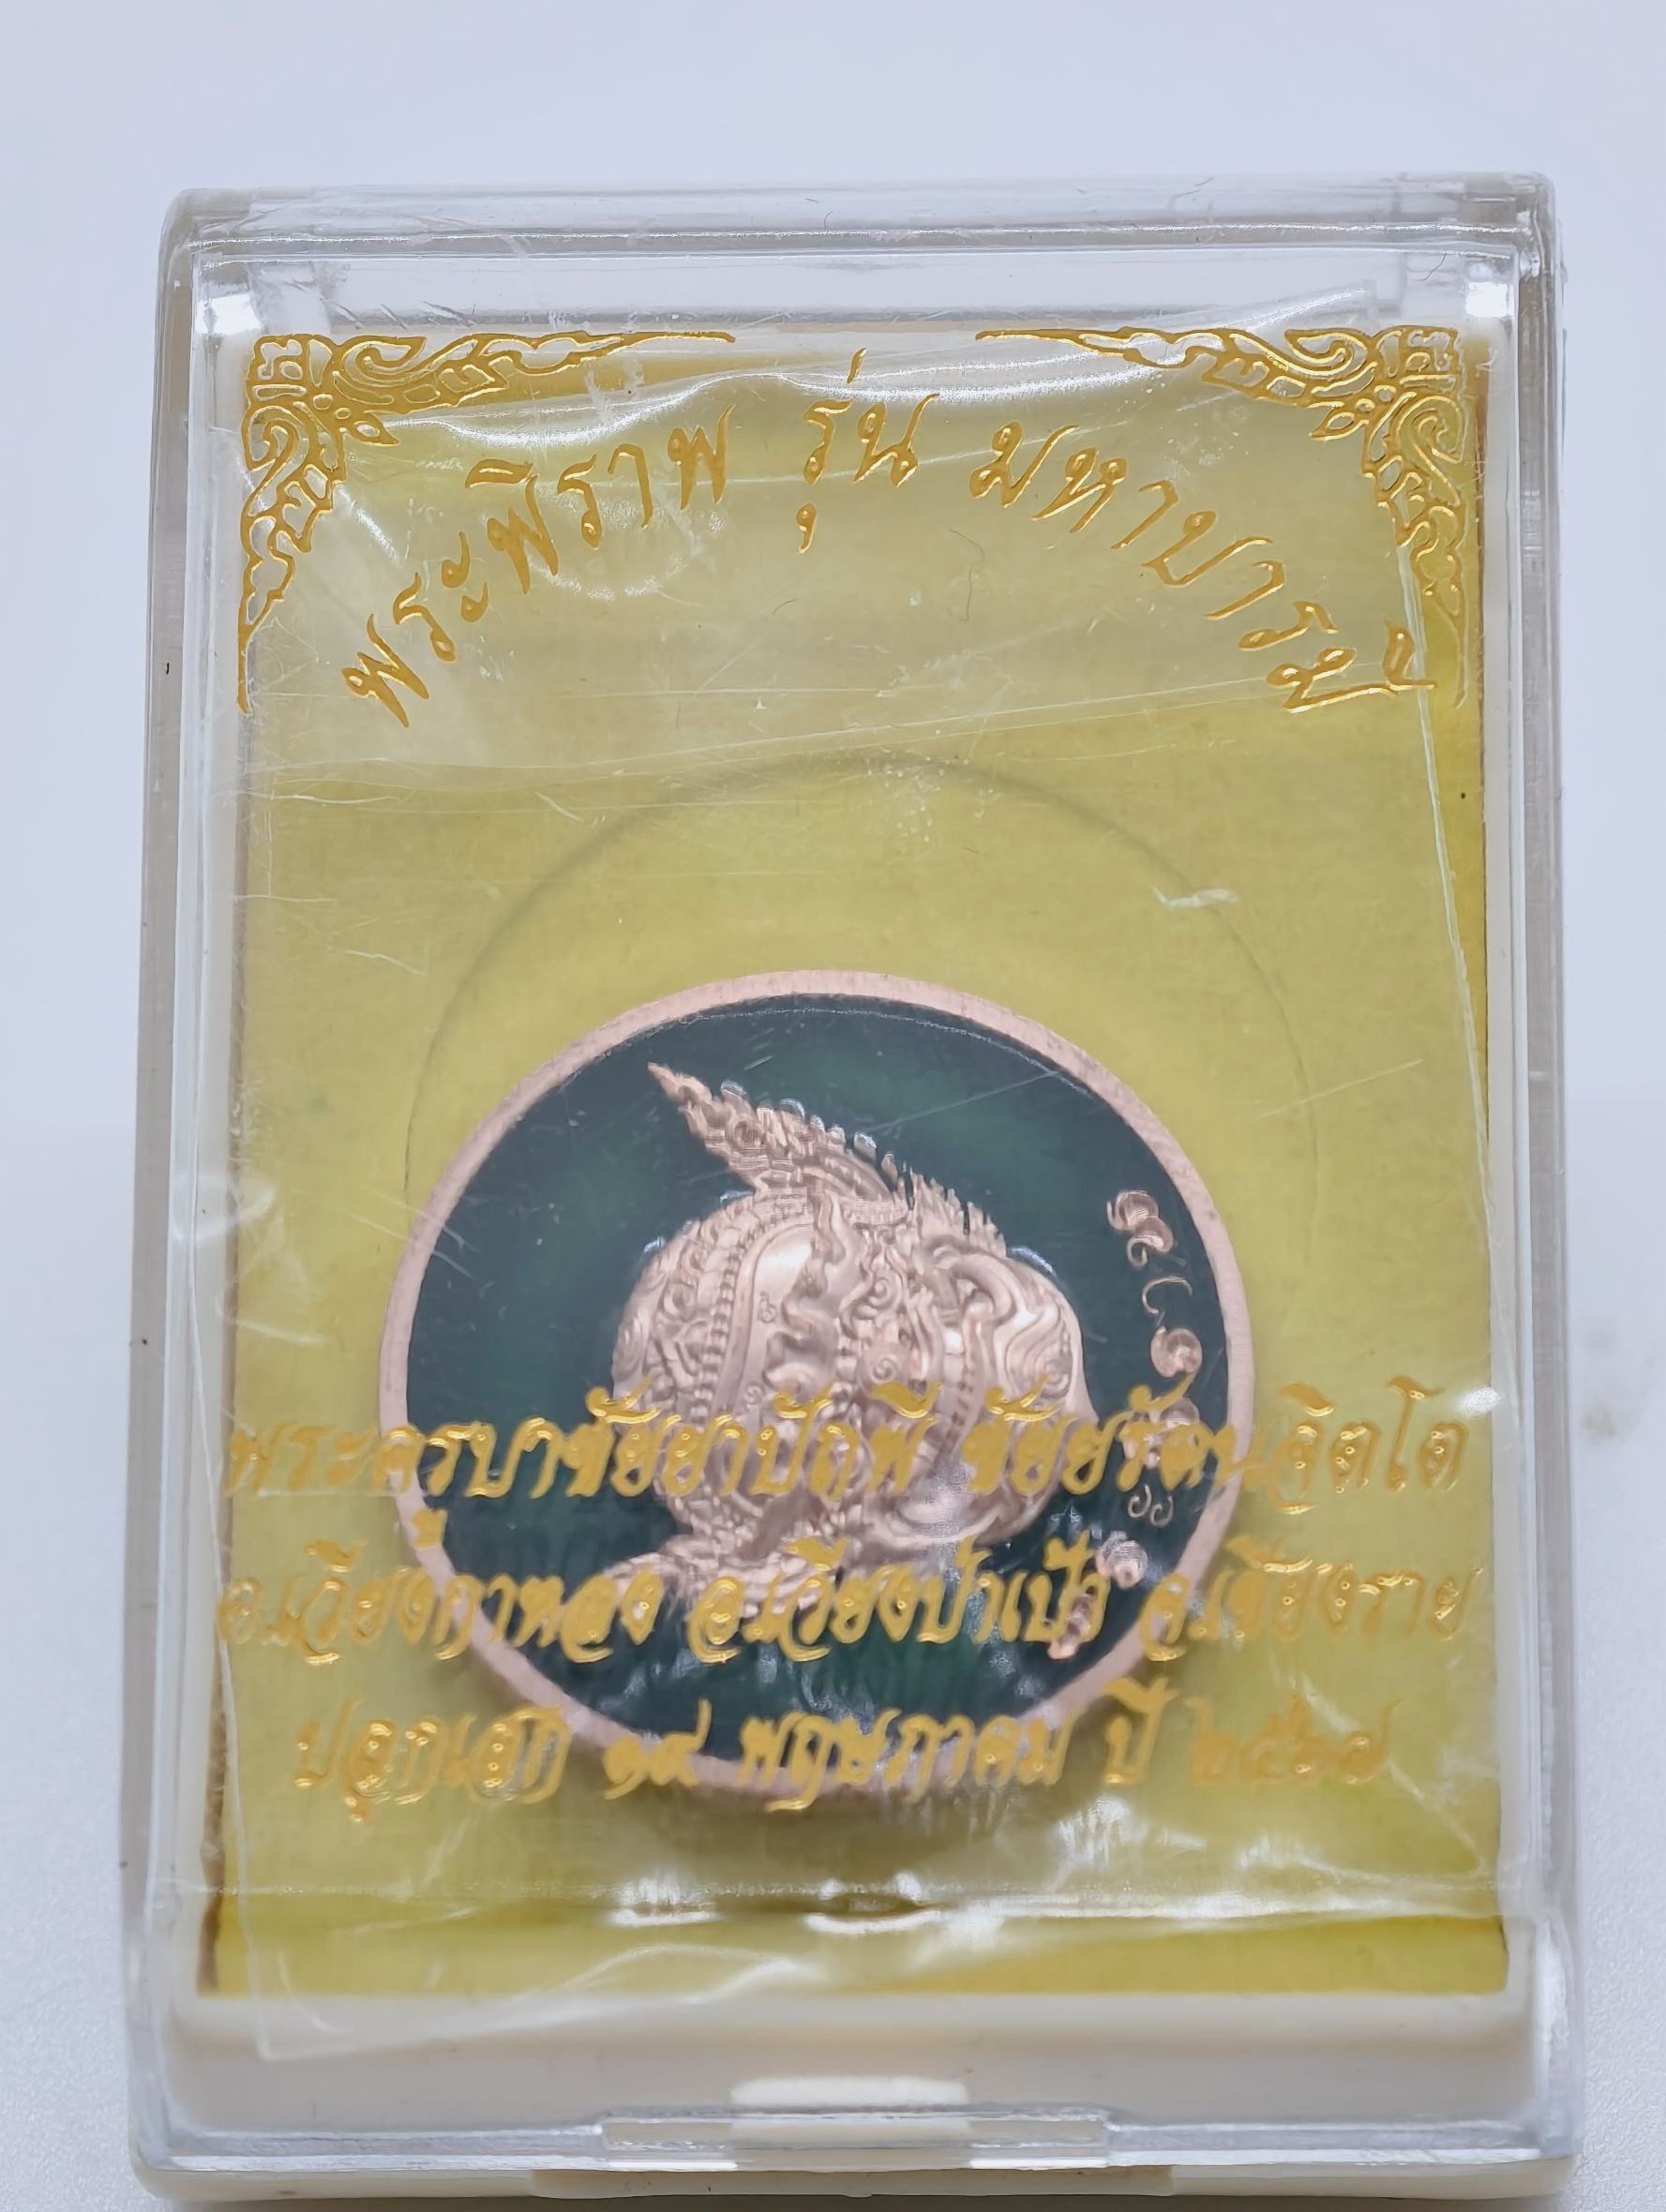 พระพิราพ รุ่น มหาบารมี
พระครูบาชัยยาปัถพี ชัยยรัตนจิตโต
ต.เวียงกาหลง อ.เวียงป่าเป้า จ.เชียงราย
ปลุกเสก ๑๙ พฤษภาคม ปี ๒๕๖๗